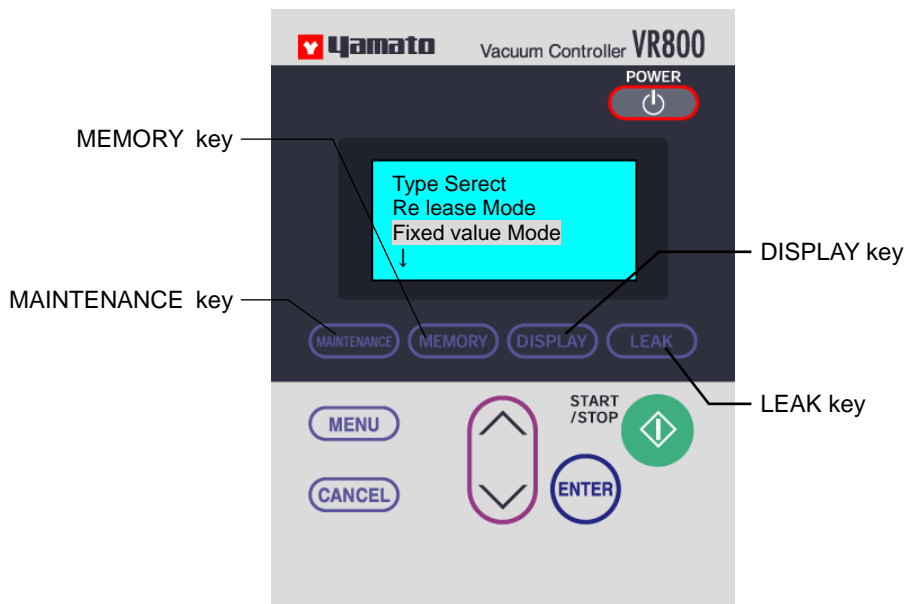 Yamato
Vacuum Controller VR800
POWER
MEMORY key
Type Serect
Re lease Mode
Fixed value Mode
↓
DISPLAY key
MAINTENANCE key
MAINTENANCE MEMORY DISPLAY LEAK
LEAK key
START
/STOP
MENU
ENTER
CANCEL